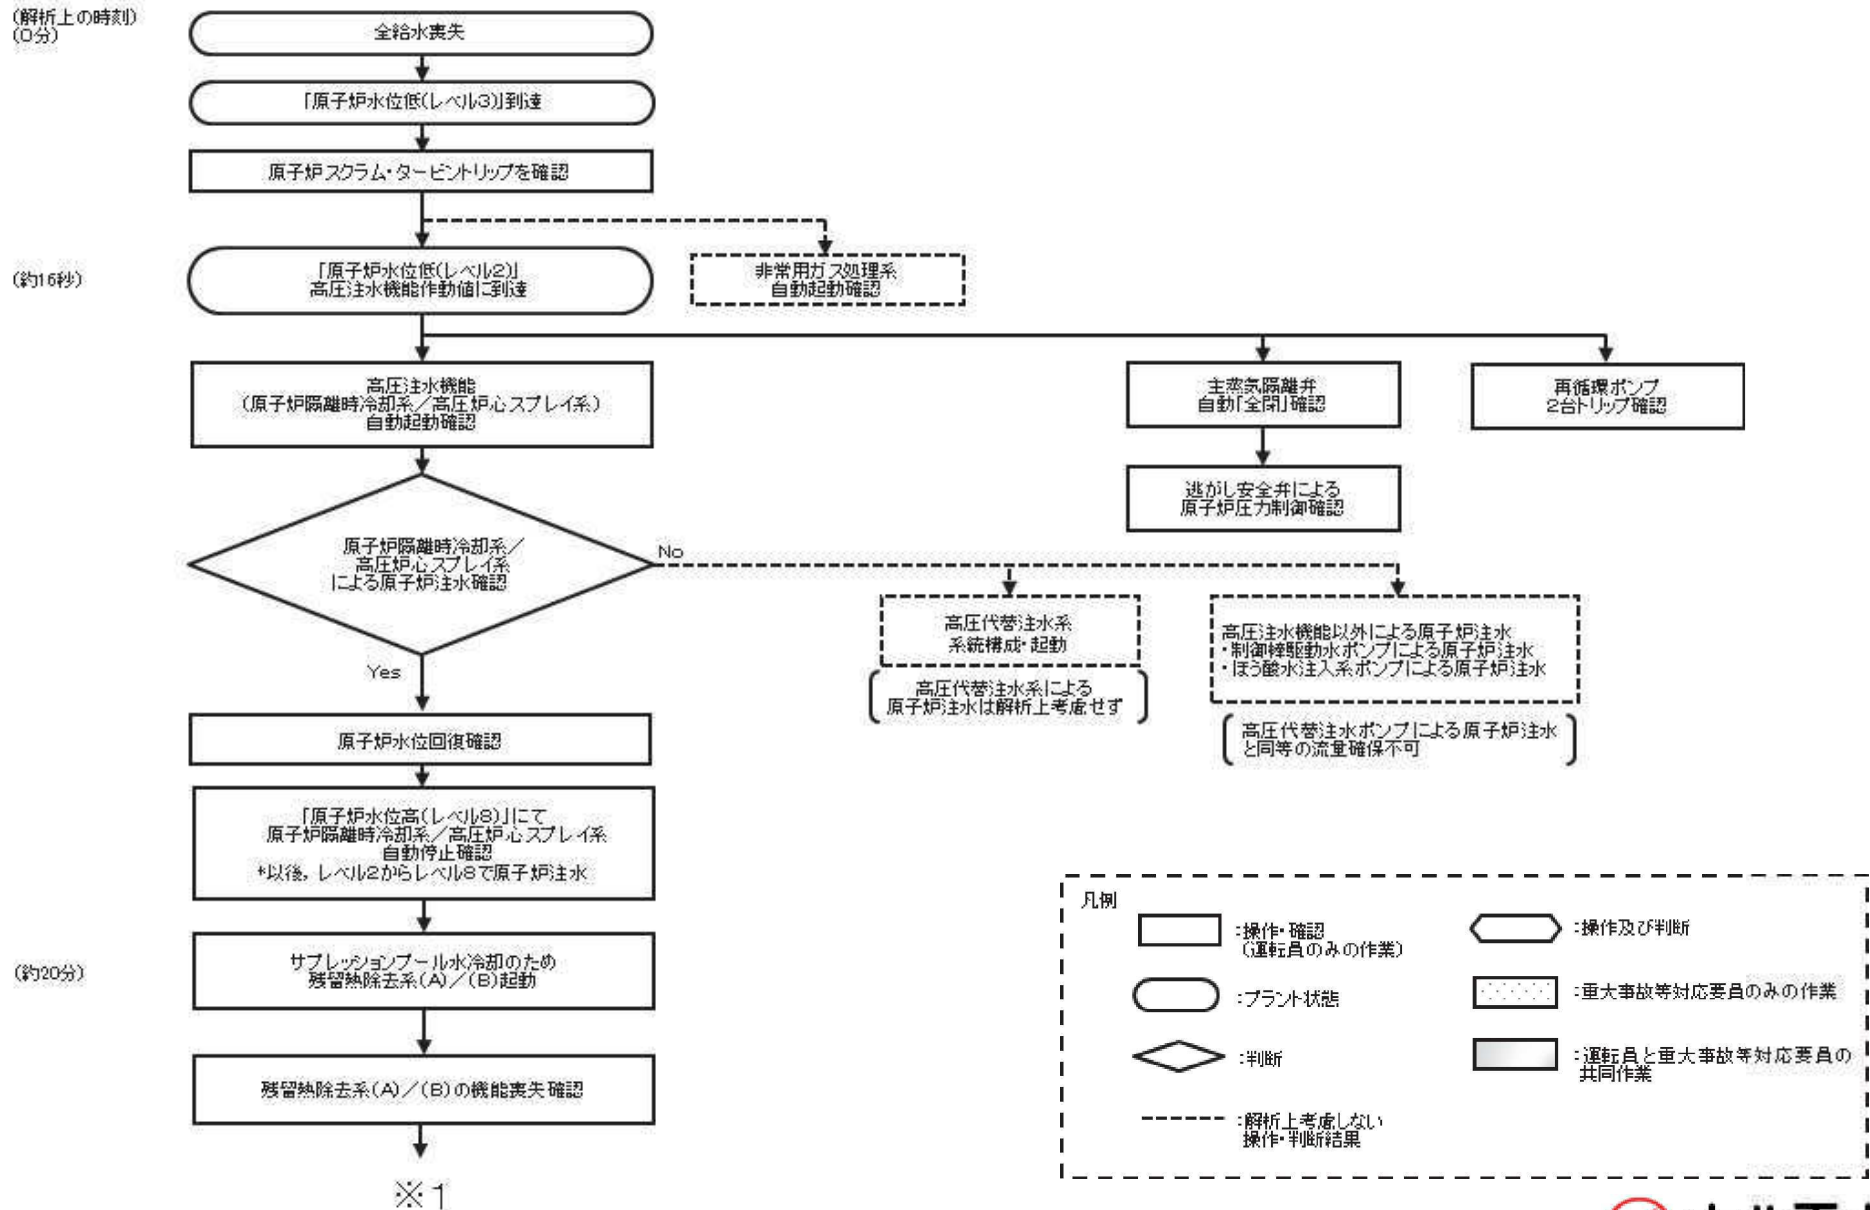 (解析上の時刻)
(0分)
全給水喪失
「原子炉水位低(レベル3)」到達
原子炉スクラム・タービントリップを確認
(約16秒)
「原子炉水位低(レベル2)」
高圧注水機能作動値に到達
非常用ガス処理系
自動起動確認
高圧注水機能
(原子炉隔離時冷却系/高圧炉心スプレイ系)
自動起動確認
主蒸気隔離弁
自動「全閉」確認
再循環ポンプ
2台トリップ確認
逃がし安全弁による
原子炉圧力制御確認
原子炉隔離時冷却系/
高圧炉心スプレイ系
による原子炉注水確認
No
Yes
高圧代替注水系
系統構成・起動
高圧代替注水系による
原子炉注水は解析上考慮せず
高圧注水機能以外による原子炉注水
・制御棒駆動水ポンプによる原子炉注水
・ほう酸水注入系ポンプによる原子炉注水
高圧代替注水ポンプによる原子炉注水
と同等の流量確保不可
原子炉水位回復確認
「原子炉水位高(レベル8)」にて
原子炉隔離時冷却系/高圧炉心スプレイ系
自動停止確認
*以後，レベル2からレベル8で原子炉注水
(約20分)
サプレッションプール水冷却のため
残留熱除去系(A)/(B)起動
残留熱除去系(A)/(B)の機能喪失確認
※1
凡例
:操作・確認
(運転員のみの作業)
:プラント状態
:判断
:解析上考慮しない
操作・判断結果
:操作及び判断
:重大事故等対応要員のみの作業
:運転員と重大事故等対応要員の
共同作業